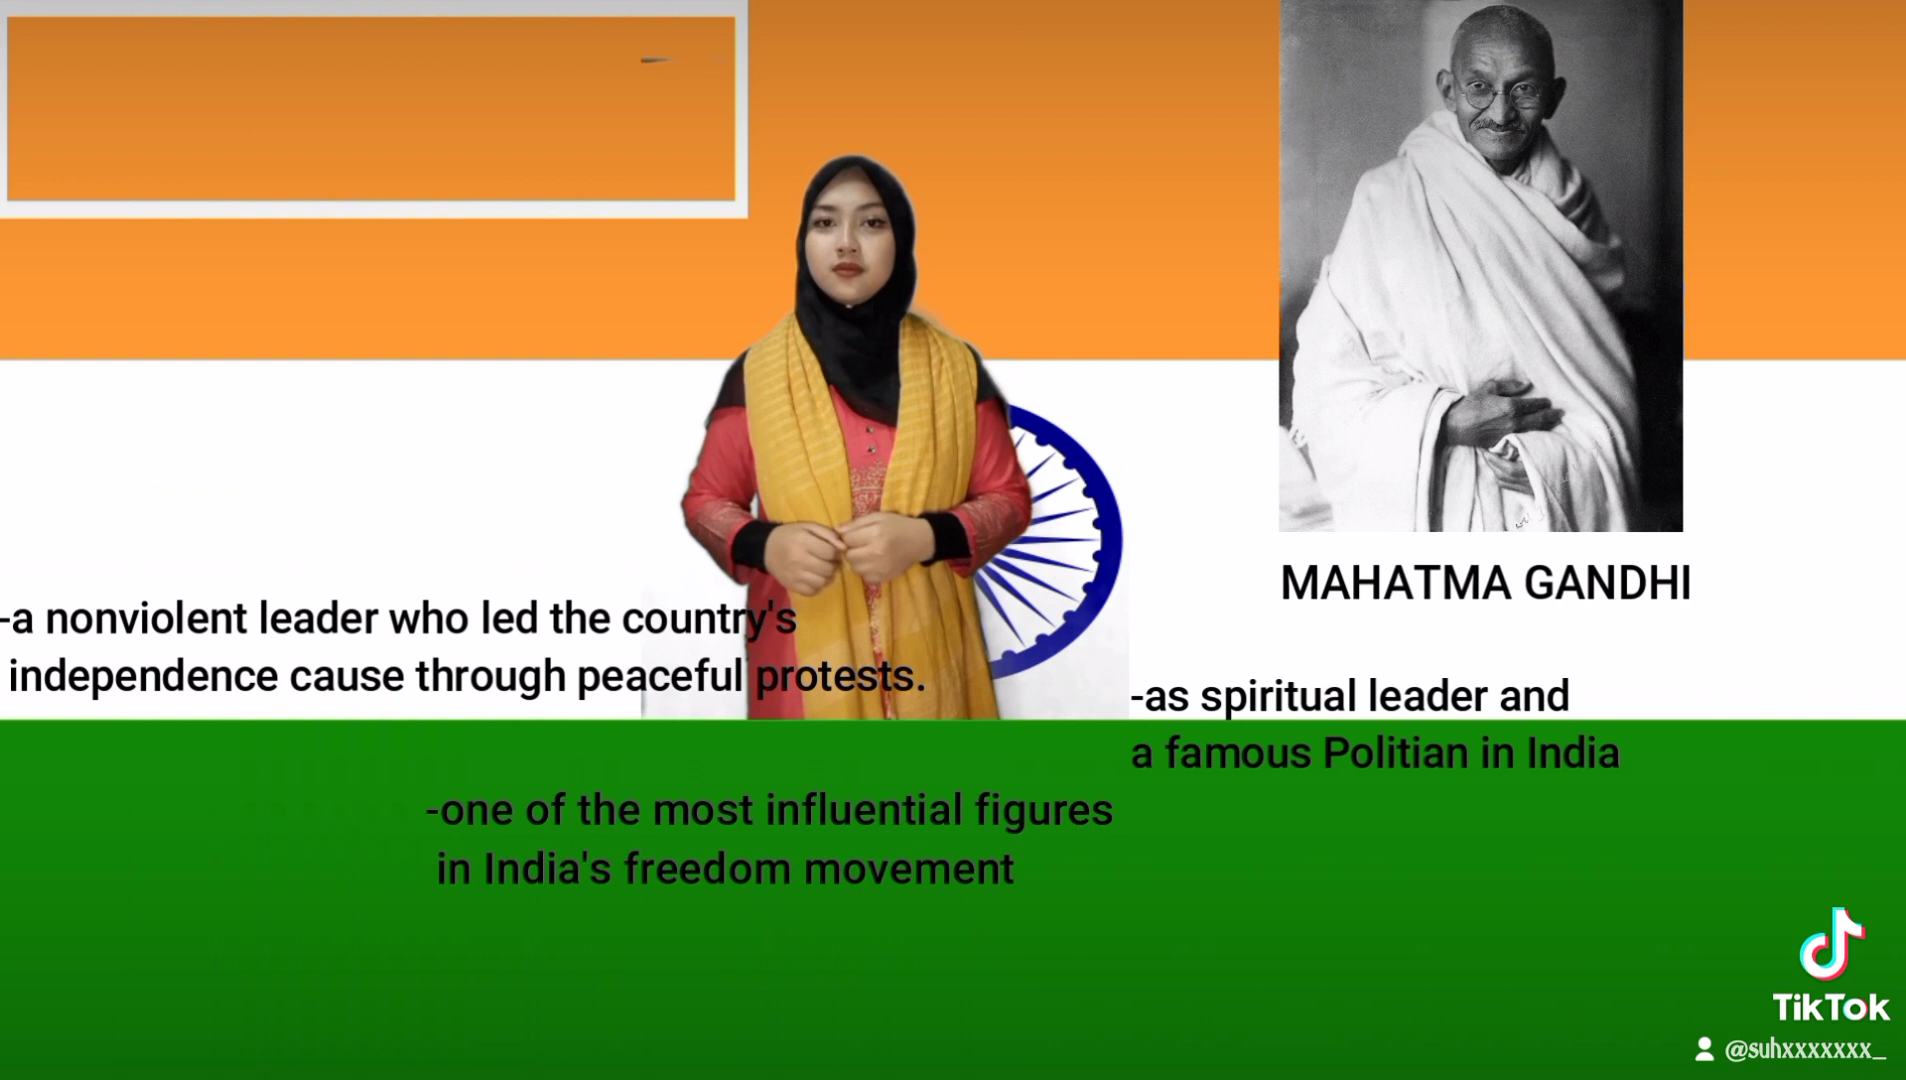 MAHATMA GANDHI
-a nonviolent leader who led the country's
independence cause through peaceful protests.
-as spiritual leader and
a famous Politian in India
-one of the most influential figures
in India's freedom movement
TikTok
@suhxxxxxxx_